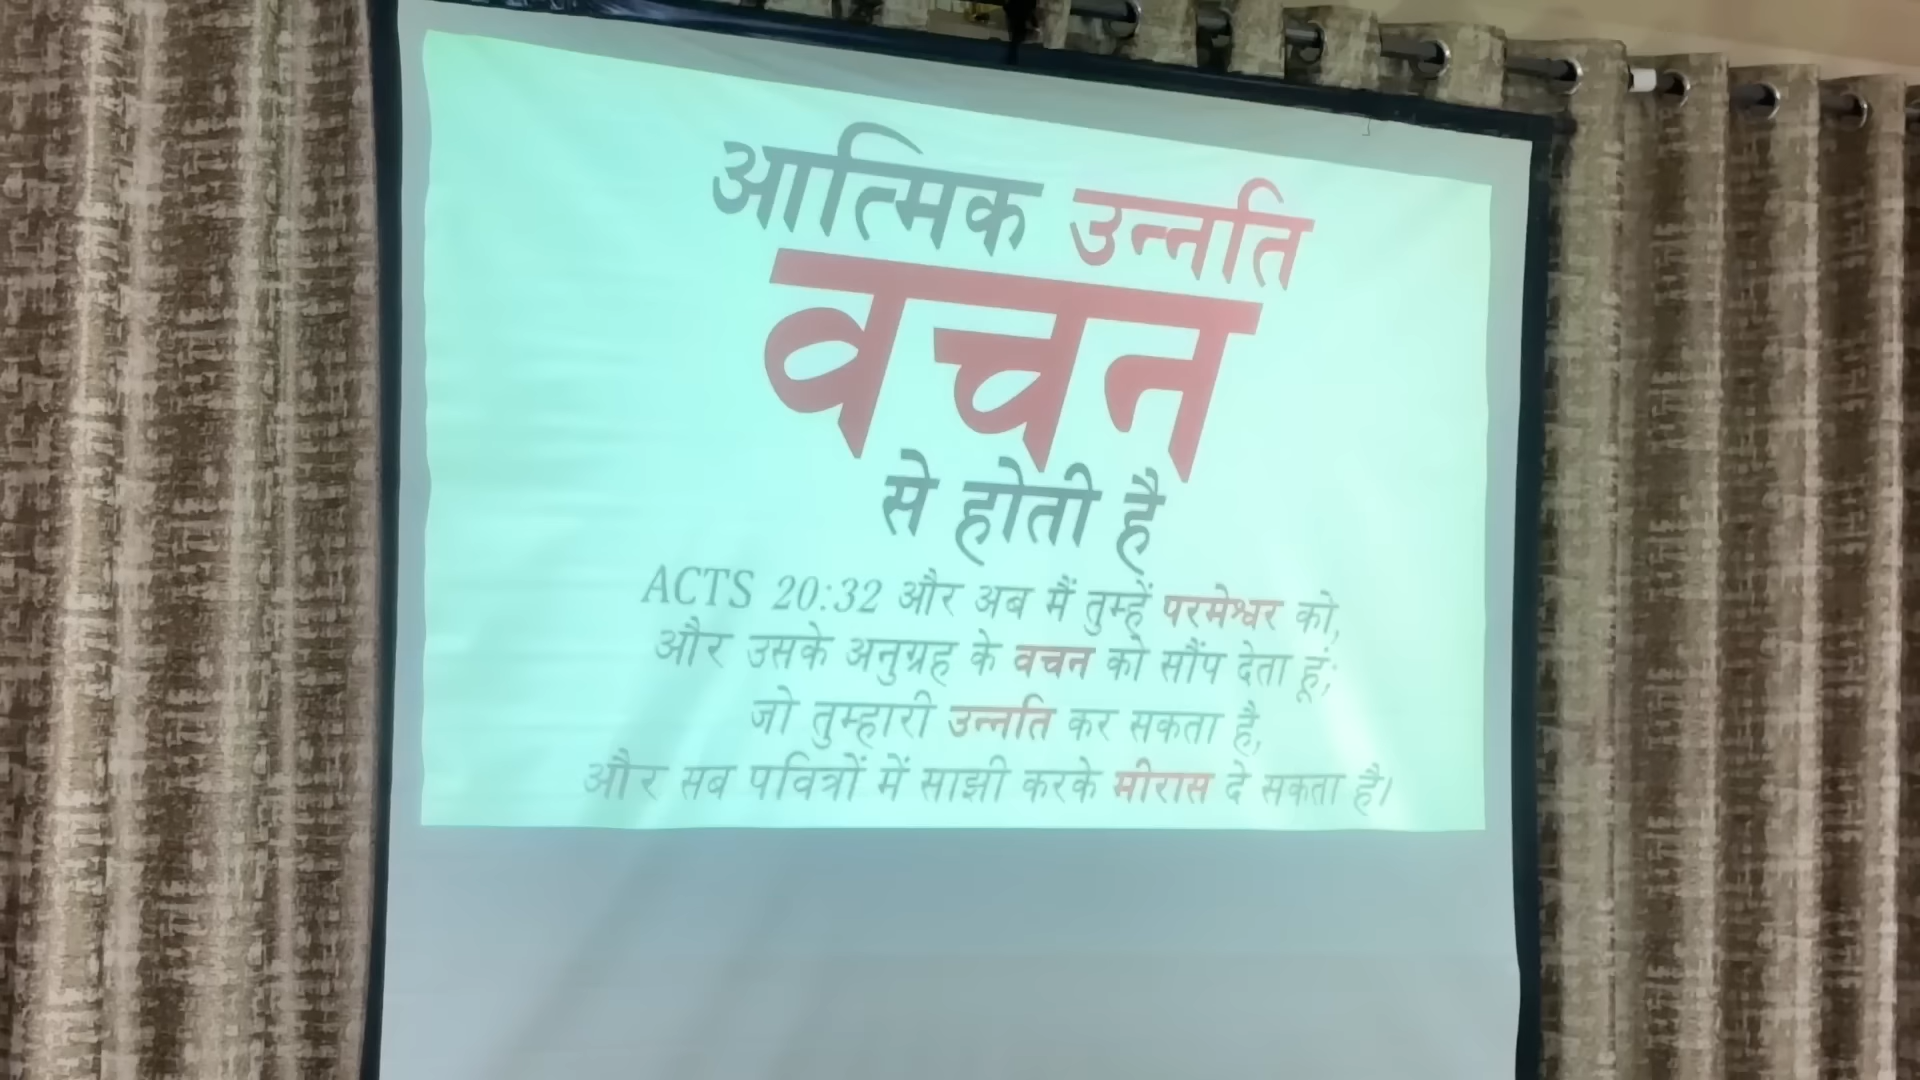 आत्मिक उन्नति
वचन
से होती है
ACTS 20:32 और अब मैं तुम्हें परमेश्वर को,
और उसके अनुग्रह के वचन को सौंप देता हूं;
जो तुम्हारी उन्नति कर सकता है,
और सब पवित्रों में साझी करके मीरास दे सकता है।